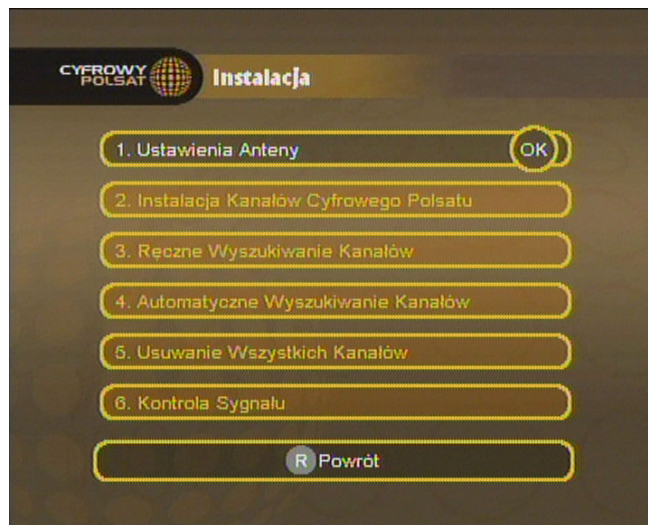 CYFROWY
POLSAT
Instalacja
1. Ustawienia Anteny OK
2. Instalacja Kanałów Cyfrowego Polsatu
3. Ręczne Wyszukiwanie Kanałów
4. Automatyczne Wyszukiwanie Kanałów
5. Usuwanie Wszystkich Kanałów
6. Kontrola Sygnału
R Powrót